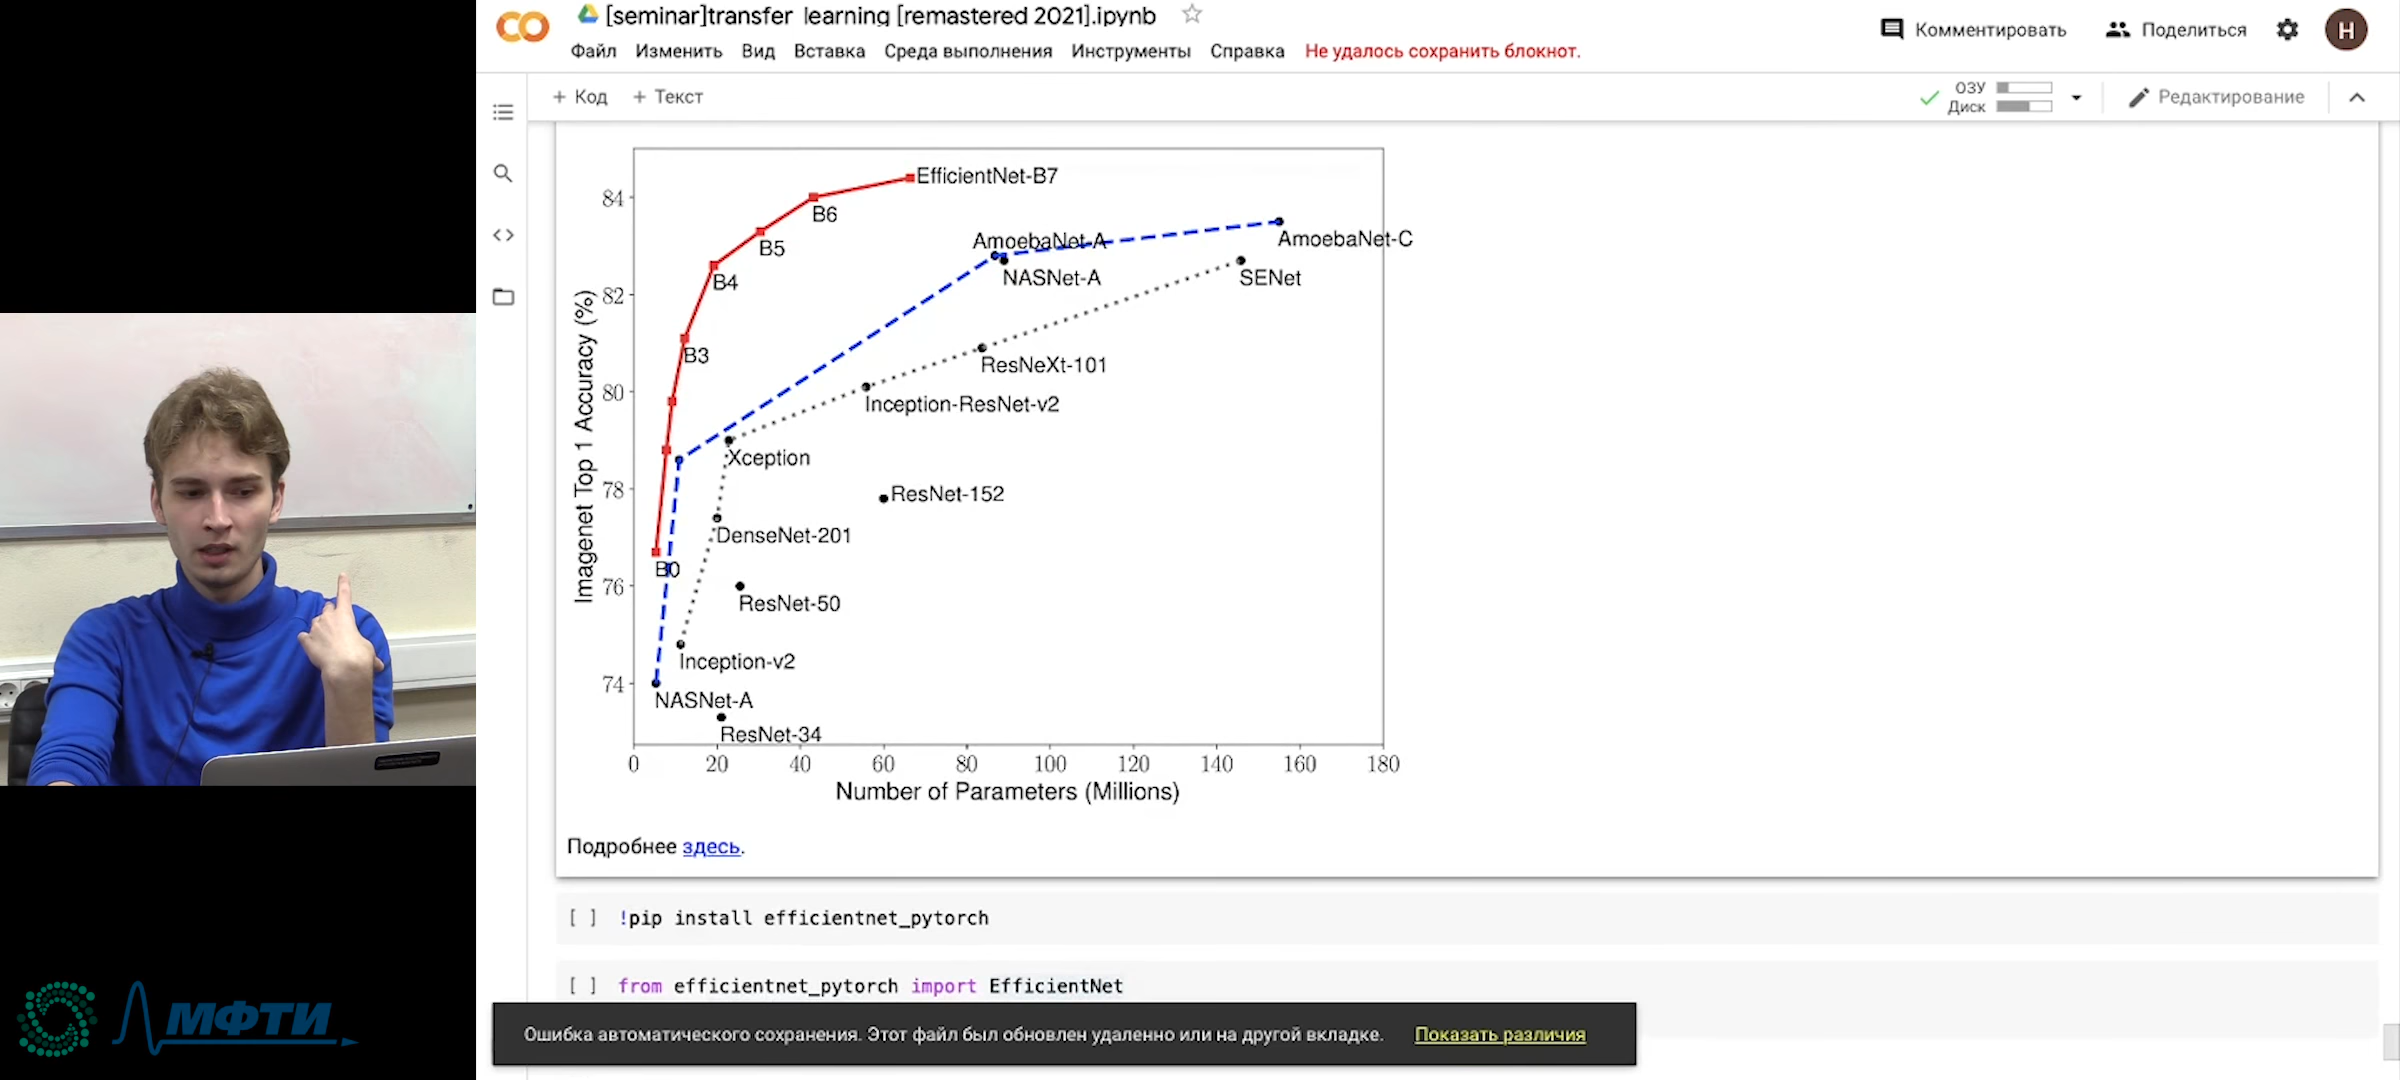 [seminar]transfer learning [remastered 2021].ipynb
Комментировать
Поделиться
H
Файл Изменить Вид Вставка Среда выполнения Инструменты Справка Не удалось сохранить блокнот.
+ Код + Текст
ОЗУ
Диск
Редактирование
EfficientNet-B7
84
B6
B5
AmoebaNet-A
AmoebaNet-C
B4
NASNet-A
SENet
82
B3
ResNeXt-101
80
Inception-ResNet-v2
Xception
78
ResNet-152
DenseNet-201
B0
76
ResNet-50
Inception-v2
74
NASNet-A
ResNet-34
Imagenet Top 1 Accuracy (%)
0 20 40 60 80 100 120 140 160 180
Number of Parameters (Millions)
Подробнее здесь.
[ ] !pip install efficientnet_pytorch
[ ] from efficientnet_pytorch import EfficientNet
Ошибка автоматического сохранения. Этот файл был обновлен удаленно или на другой вкладке. Показать различия
МФТИ